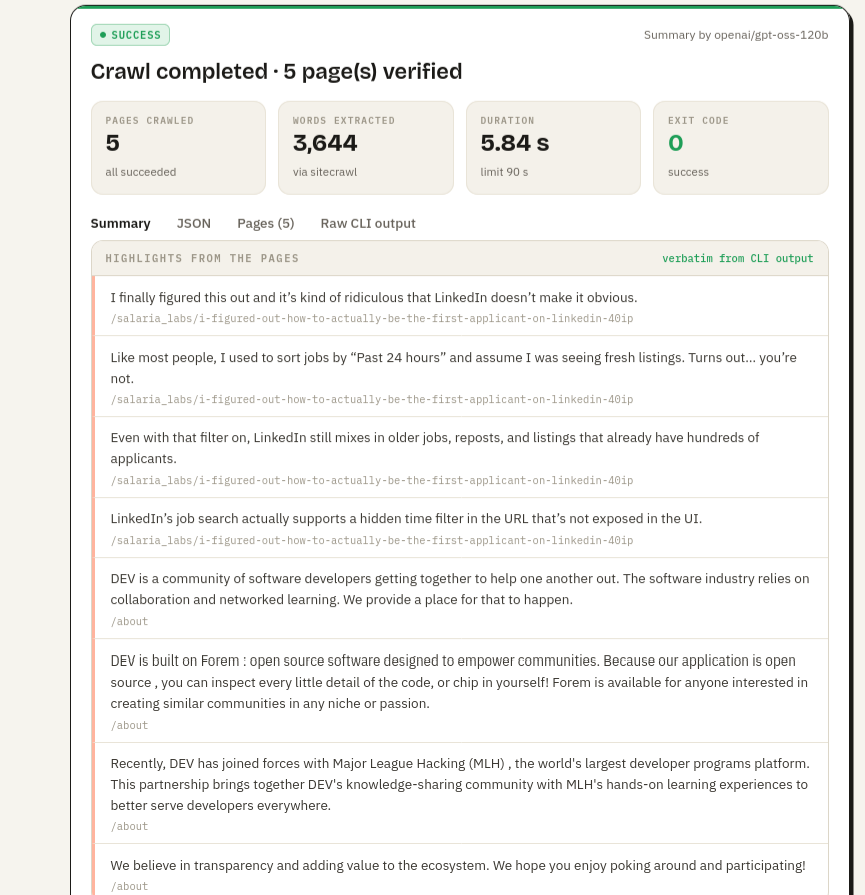 SUCCESS
Summary by openai/gpt-oss-120b
Crawl completed · 5 page(s) verified
PAGES CRAWLED
5
all succeeded
WORDS EXTRACTED
3,644
via sitecrawl
DURATION
5.84 s
limit 90 s
EXIT CODE
0
success
Summary JSON Pages (5) Raw CLI output
HIGHLIGHTS FROM THE PAGES
verbatim from CLI output
I finally figured this out and it’s kind of ridiculous that LinkedIn doesn’t make it obvious.
/salaria_labs/i-figured-out-how-to-actually-be-the-first-applicant-on-linkedin-40ip
Like most people, I used to sort jobs by “Past 24 hours” and assume I was seeing fresh listings. Turns out… you’re
not.
/salaria_labs/i-figured-out-how-to-actually-be-the-first-applicant-on-linkedin-40ip
Even with that filter on, LinkedIn still mixes in older jobs, reposts, and listings that already have hundreds of
applicants.
/salaria_labs/i-figured-out-how-to-actually-be-the-first-applicant-on-linkedin-40ip
LinkedIn’s job search actually supports a hidden time filter in the URL that’s not exposed in the UI.
/salaria_labs/i-figured-out-how-to-actually-be-the-first-applicant-on-linkedin-40ip
DEV is a community of software developers getting together to help one another out. The software industry relies on
collaboration and networked learning. We provide a place for that to happen.
/about
DEV is built on Forem : open source software designed to empower communities. Because our application is open
source , you can inspect every little detail of the code, or chip in yourself! Forem is available for anyone interested in
creating similar communities in any niche or passion.
/about
Recently, DEV has joined forces with Major League Hacking (MLH) , the world's largest developer programs platform.
This partnership brings together DEV's knowledge-sharing community with MLH's hands-on learning experiences to
better serve developers everywhere.
/about
We believe in transparency and adding value to the ecosystem. We hope you enjoy poking around and participating!
/about